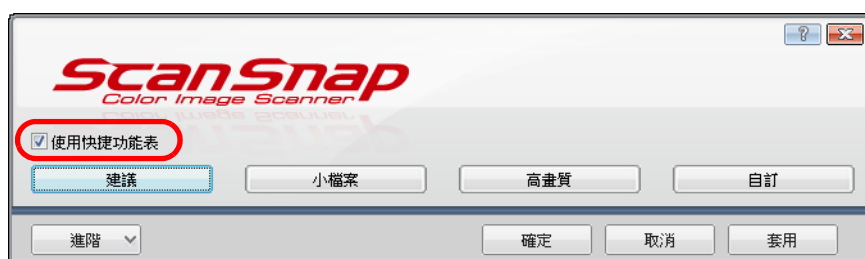 ScanSnap
Color Image Scanner
使用快捷功能表
建議 小檔案 高畫質 自訂
進階 確定 取消 套用